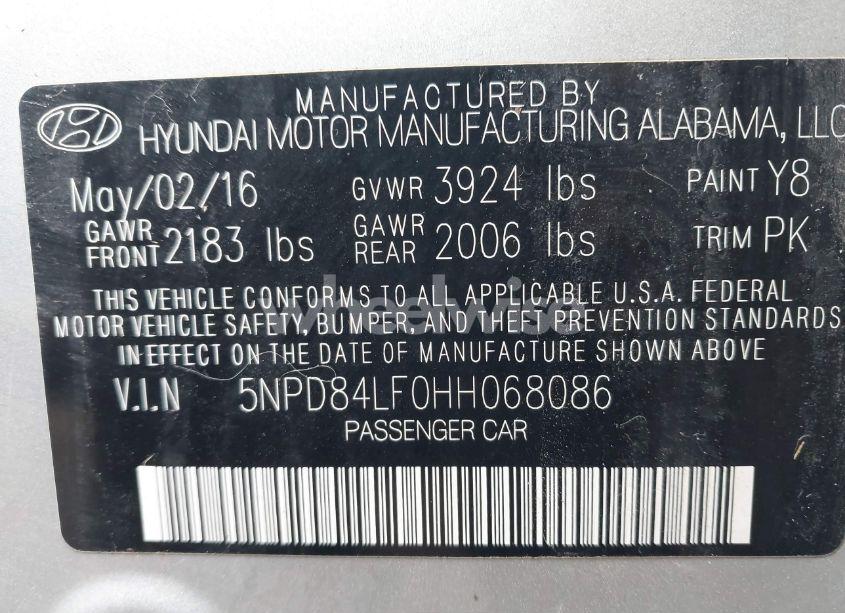 MANUFACTURED BY
HYUNDAI MOTOR MANUFACTURING ALABAMA, LLC
May/02/16 GVWR 3924 lbs PAINT Y8
GAWR FRONT 2183 lbs GAWR REAR 2006 lbs TRIM PK
THIS VEHICLE CONFORMS TO ALL APPLICABLE U.S.A. FEDERAL
MOTOR VEHICLE SAFETY, BUMPER, AND THEFT PREVENTION STANDARDS
IN EFFECT ON THE DATE OF MANUFACTURE SHOWN ABOVE
V.I.N 5NPD84LF0HH068086
PASSENGER CAR
wheelwise